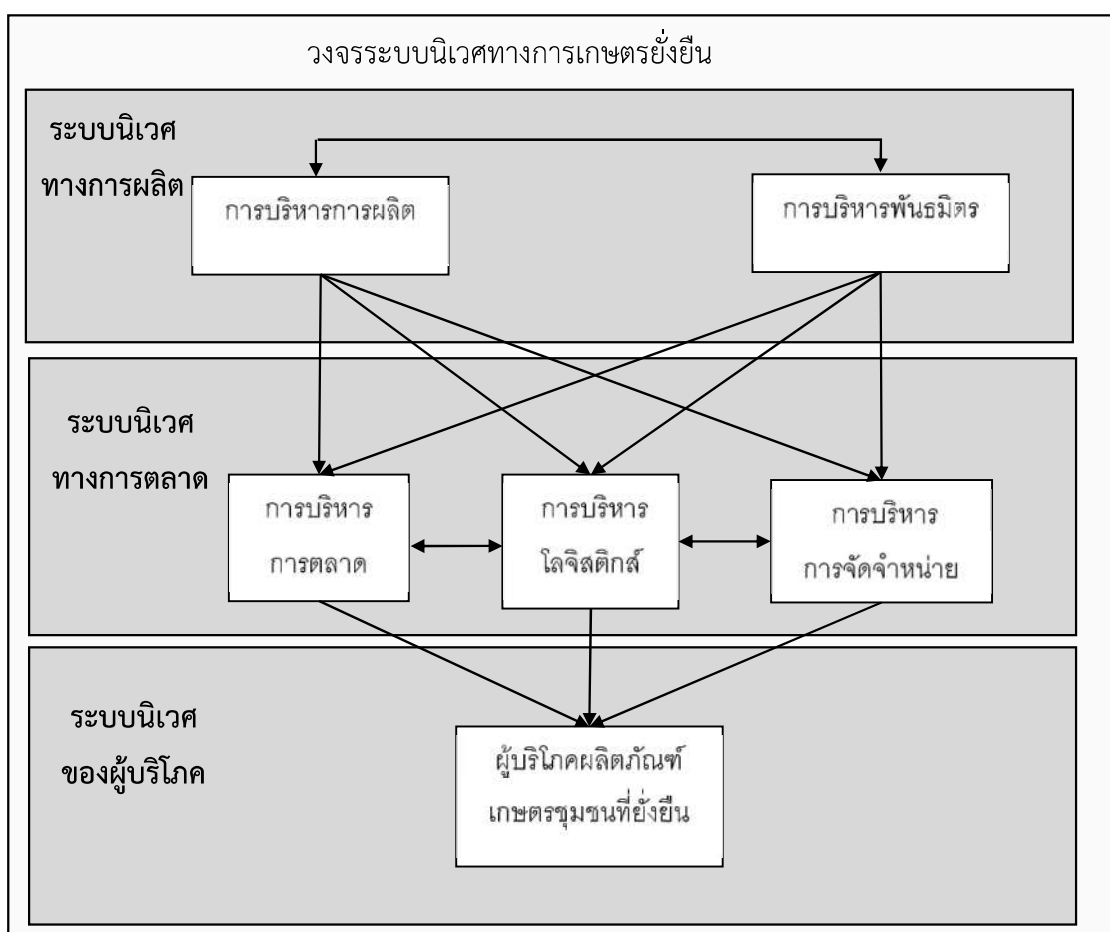 วงจรระบบนิเวศทางการเกษตรยั่งยืน
ระบบนิเวศ
ทางการผลิต
การบริหารการผลิต
การบริหารพันธมิตร
ระบบนิเวศ
ทางการตลาด
การบริหาร
การตลาด
การบริหาร
โลจิสติกส์
การบริหาร
การจัดจำหน่าย
ระบบนิเวศ
ของผู้บริโภค
ผู้บริโภคผลิตภัณฑ์
เกษตรชุมชนที่ยั่งยืน